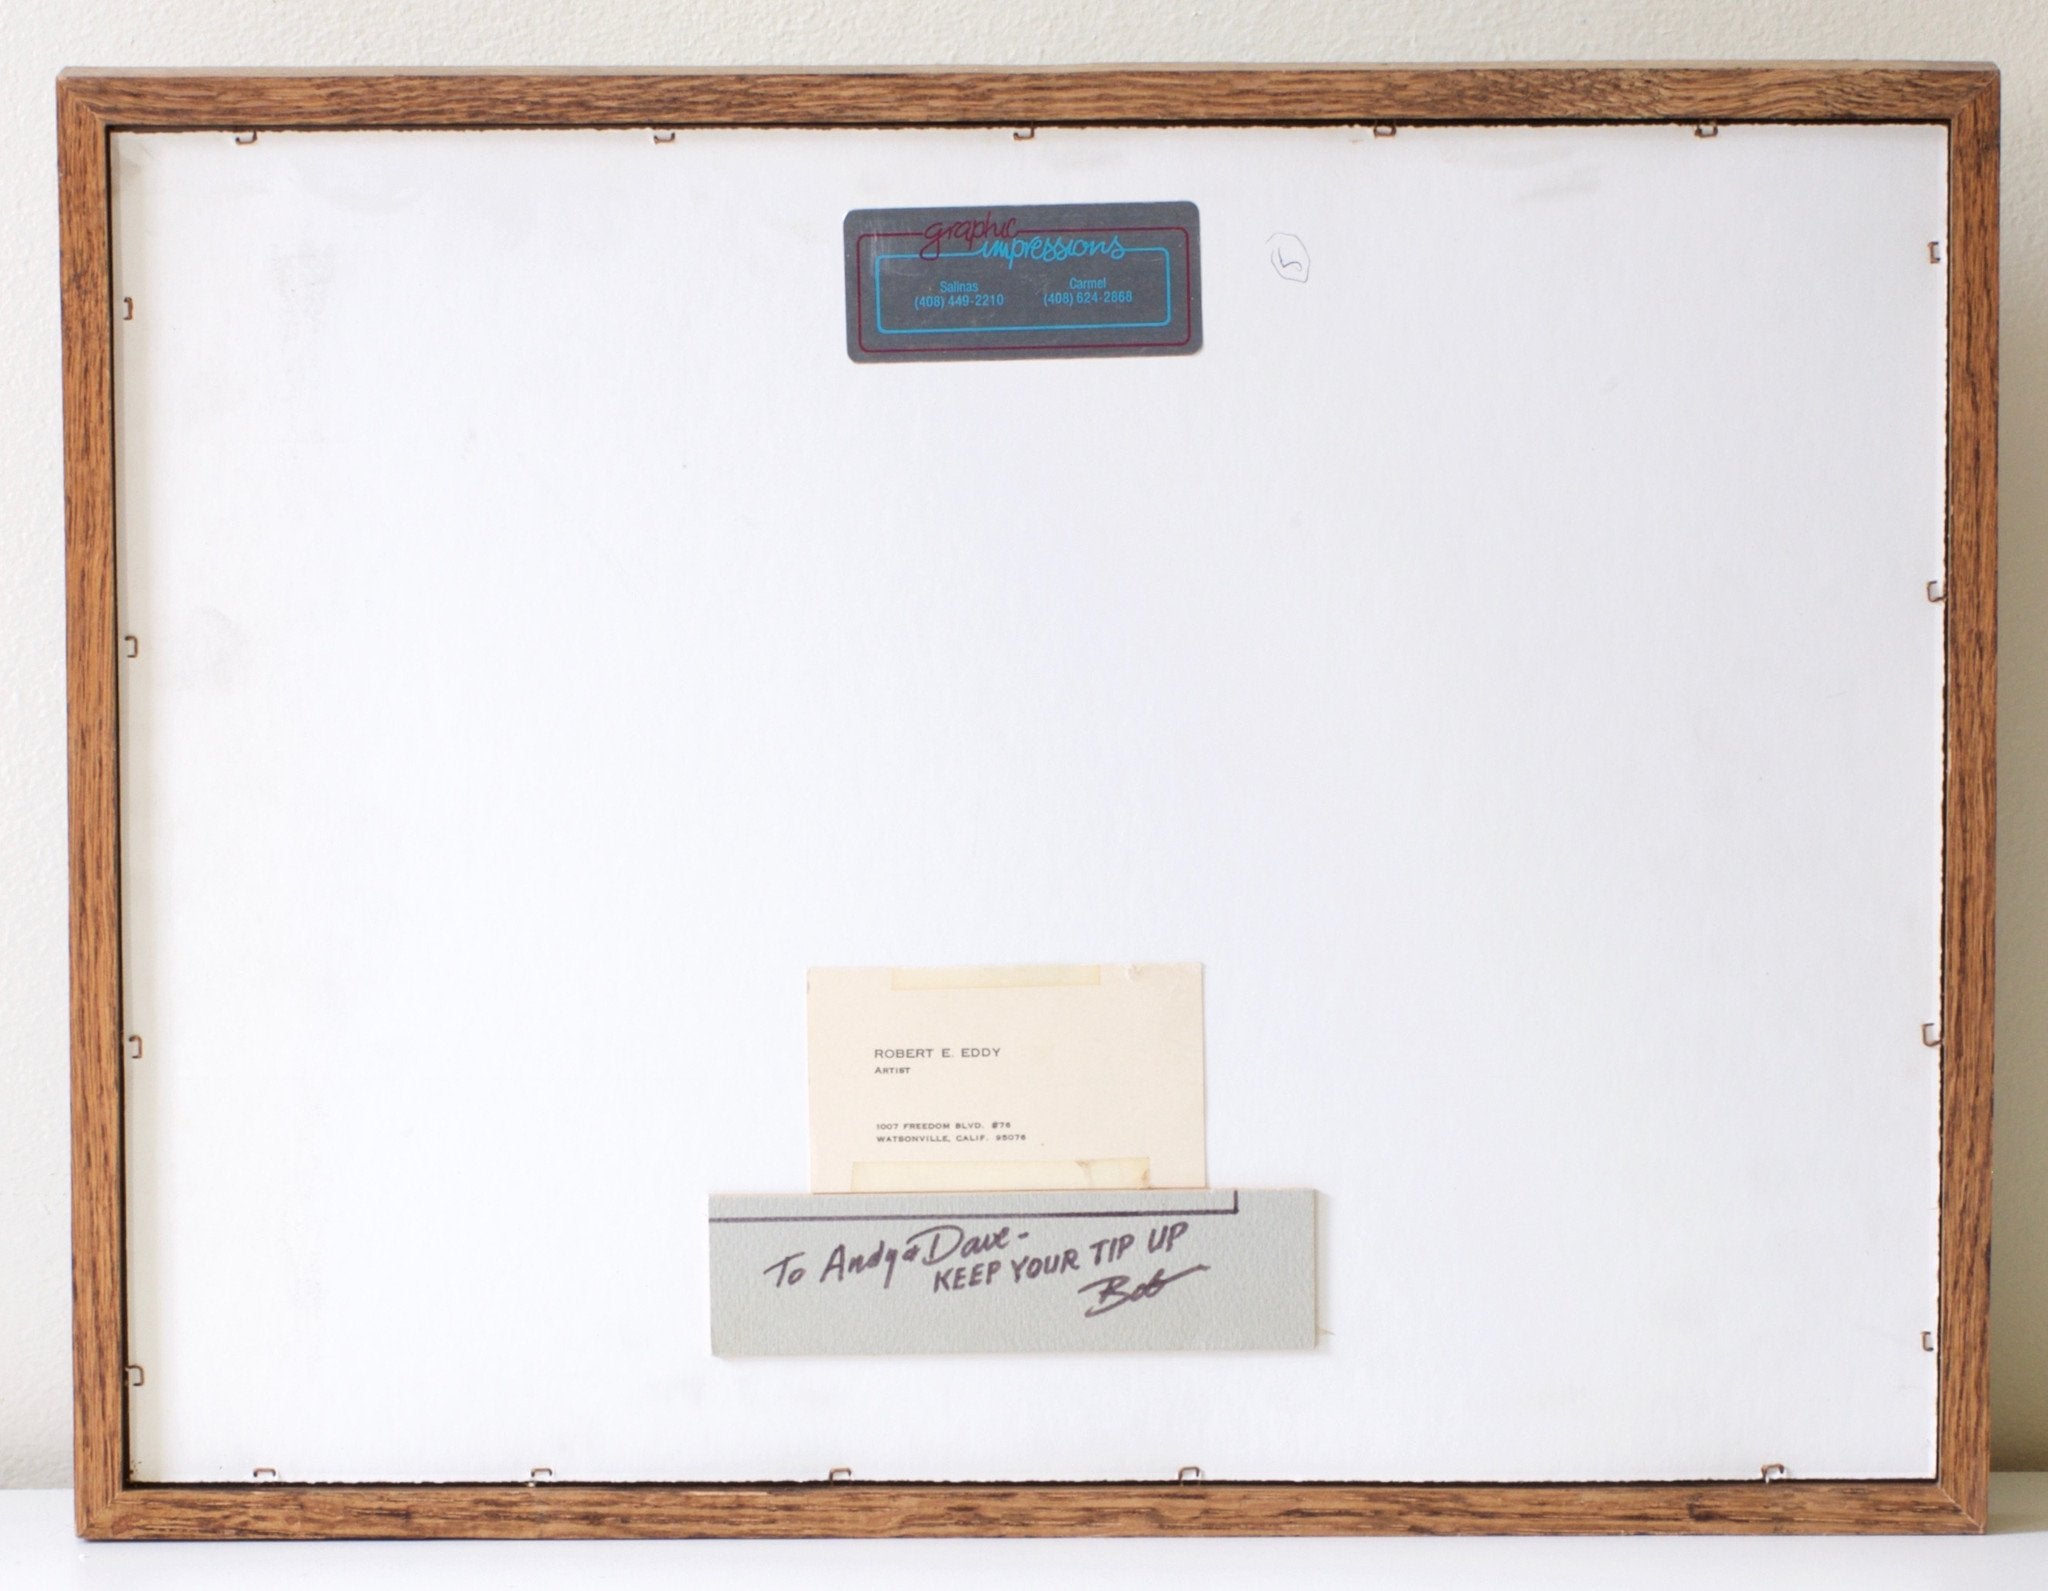 graphic
impressions
Salinas
(408) 449-2210
Carmel
(408) 624-2868
5
ROBERT E. EDDY
ARTIST
1007 FREEDOM BLVD. #76
WATSONVILLE, CALIF. 95076
To Andy & Dave-
KEEP YOUR TIP UP
Bob